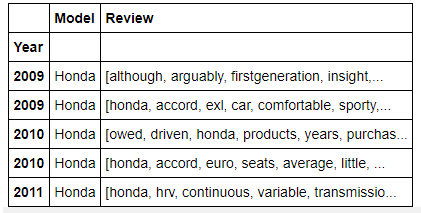 Model Review
Year
2009 Honda [although, arguably, firstgeneration, insight,...
2009 Honda [honda, accord, exl, car, comfortable, sporty,...
2010 Honda [owed, driven, honda, products, years, purchas...
2010 Honda [honda, accord, euro, seats, average, little, ...
2011 Honda [honda, hrv, continuous, variable, transmissio...